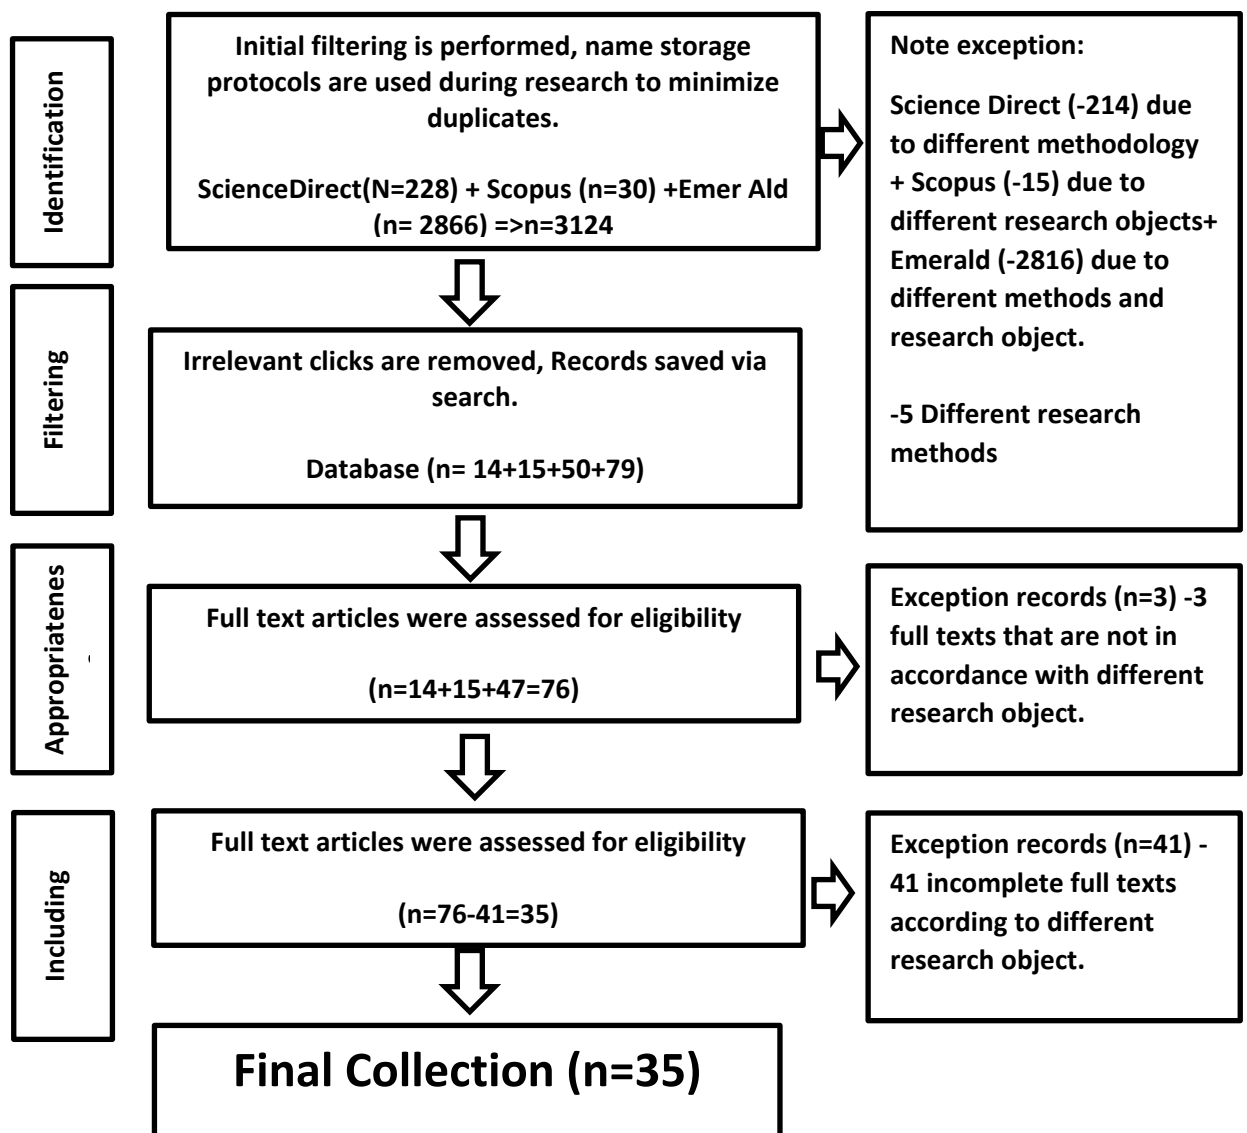 Identification
Initial filtering is performed, name storage
protocols are used during research to minimize
duplicates.
ScienceDirect(N=228) + Scopus (n=30) +Emer Ald
(n= 2866) =>n=3124
Note exception:
Science Direct (-214) due
to different methodology
+ Scopus (-15) due to
different research objects+
Emerald (-2816) due to
different methods and
research object.
-5 Different research
methods
Filtering
Irrelevant clicks are removed, Records saved via
search.
Database (n= 14+15+50+79)
Appropriatenes
Full text articles were assessed for eligibility
(n=14+15+47=76)
Exception records (n=3) -3
full texts that are not in
accordance with different
research object.
Including
Full text articles were assessed for eligibility
(n=76-41=35)
Exception records (n=41) -
41 incomplete full texts
according to different
research object.
Final Collection (n=35)